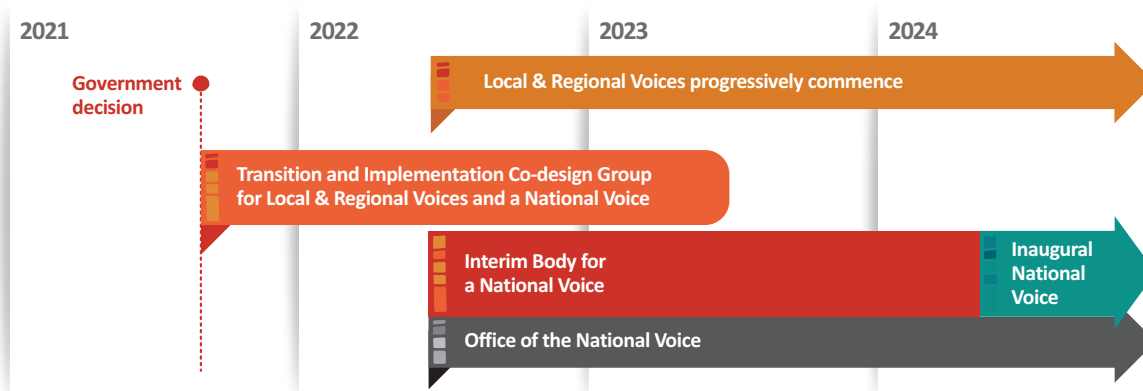 2021
2022
2023
2024
Government
decision
Local & Regional Voices progressively commence
Transition and Implementation Co-design Group
for Local & Regional Voices and a National Voice
Interim Body for
a National Voice
Inaugural
National
Voice
Office of the National Voice